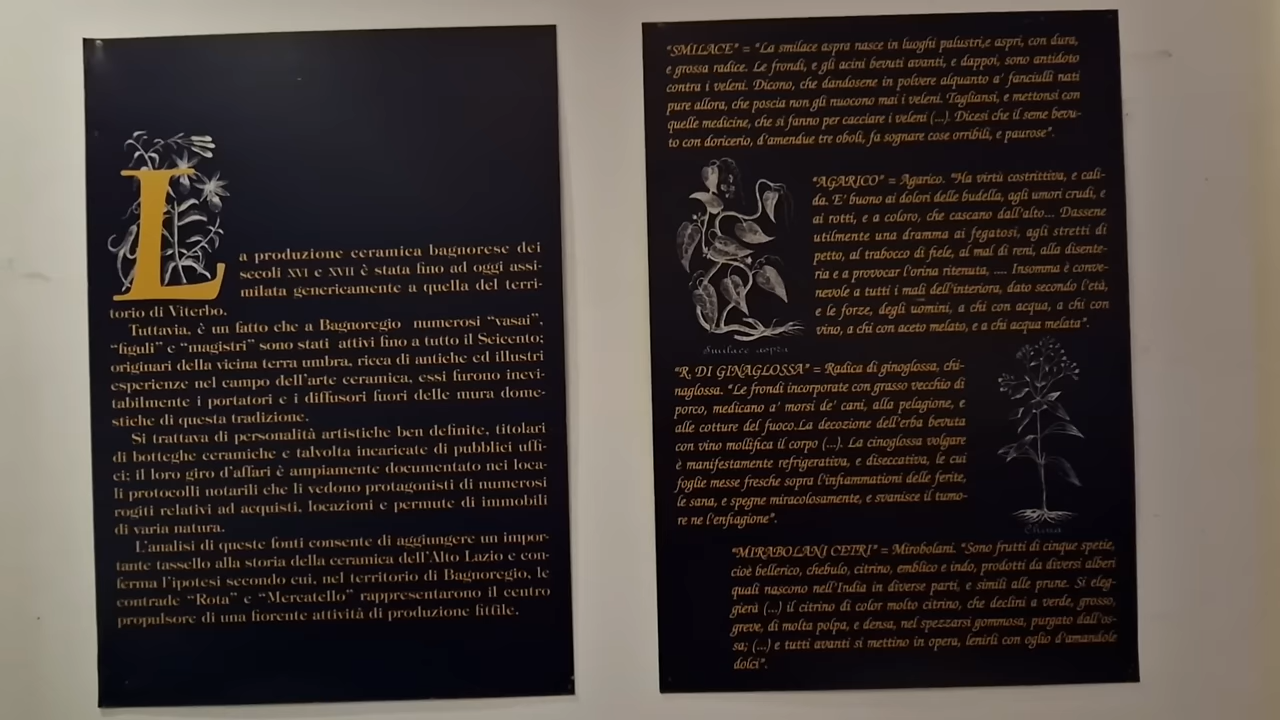 La produzione ceramica bagnorese dei
secoli XVI e XVII è stata fino ad oggi assi-
milata genericamente a quella del terri-
torio di Viterbo.
Tuttavia, è un fatto che a Bagnoregio numerosi “vasai”,
“figuli” e “magistri” sono stati attivi fino a tutto il Seicento;
originari della vicina terra umbra, ricca di antiche ed illustri
esperienze nel campo dell'arte ceramica, essi furono inevi-
tabilmente i portatori e i diffusori fuori delle mura dome-
stiche di questa tradizione.
Si trattava di personalità artistiche ben definite, titolari
di botteghe ceramiche e talvolta incaricate di pubblici uffi-
ci; il loro giro d'affari è ampiamente documentato nei loca-
li protocolli notarili che li vedono protagonisti di numerosi
rogiti relativi ad acquisti, locazioni e permute di immobili
di varia natura.
L'analisi di queste fonti consente di aggiungere un impor-
tante tassello alla storia della ceramica dell'Alto Lazio e con-
ferma l'ipotesi secondo cui, nel territorio di Bagnoregio, le
contrade “Rota” e “Mercatello” rappresentarono il centro
propulsore di una fiorente attività di produzione fittile.
“SMILACE” = “La smilace aspra nasce in luoghi palustri,e aspri, con dura,
e grossa radice. Le frondi, e gli acini bevuti avanti, e dappoi, sono antidoto
contra i veleni. Dicono, che dandosene in polvere alquanto a' fanciulli nati
pure allora, che poscia non gli nuocono mai i veleni. Tagliansi, e mettonsi con
quelle medicine, che si fanno per cacciare i veleni (...). Dicesi che il seme bevu-
to con doricerio, d'amendue tre oboli, fa sognare cose orribili, e paurose”.
“AGARICO” = Agarico. “Ha virtù costrittiva, e cali-
da. E' buono ai dolori delle budella, agli umori crudi, e
ai rotti, e a coloro, che cascano dall'alto... Dassene
utilmente una dramma ai fegatosi, agli stretti di
petto, al trabocco di fiele, al mal di reni, alla disente-
ria e a provocar l'orina ritenuta, .... Insomma è conve-
nevole a tutti i mali dell'interiora, dato secondo l'età,
e le forze, degli uomini, a chi con acqua, a chi con
vino, a chi con aceto melato, e a chi acqua melata”.
Smilace aspra
“R. DI GINAGLOSSA” = Radica di ginoglossa, chi-
naglossa. “Le frondi incorporate con grasso vecchio di
porco, medicano a' morsi de' cani, alla pelagione, e
alle cotture del fuoco.La decozione dell'erba bevuta
con vino mollifica il corpo (...). La cinoglossa volgare
è manifestamente refrigerativa, e diseccativa, le cui
foglie messe fresche sopra l'infiammationi delle ferite,
le sana, e spegne miracolosamente, e svanisce il tumo-
re ne l'enfiagione”.
“MIRABOLANI CETRI” = Mirobolani. “Sono frutti di cinque spetie,
cioè bellerico, chebulo, citrino, emblico e indo, prodotti da diversi alberi
quali nascono nell'India in diverse parti, e simili alle prune. Si eleg-
gierà (...) il citrino di color molto citrino, che declini a verde, grosso,
greve, di molta polpa, e densa, nel spezzarsi gommosa, purgato dall'os-
sa; (...) e tutti avanti si mettino in opera, lenirli con oglio d'amandole
dolci”.